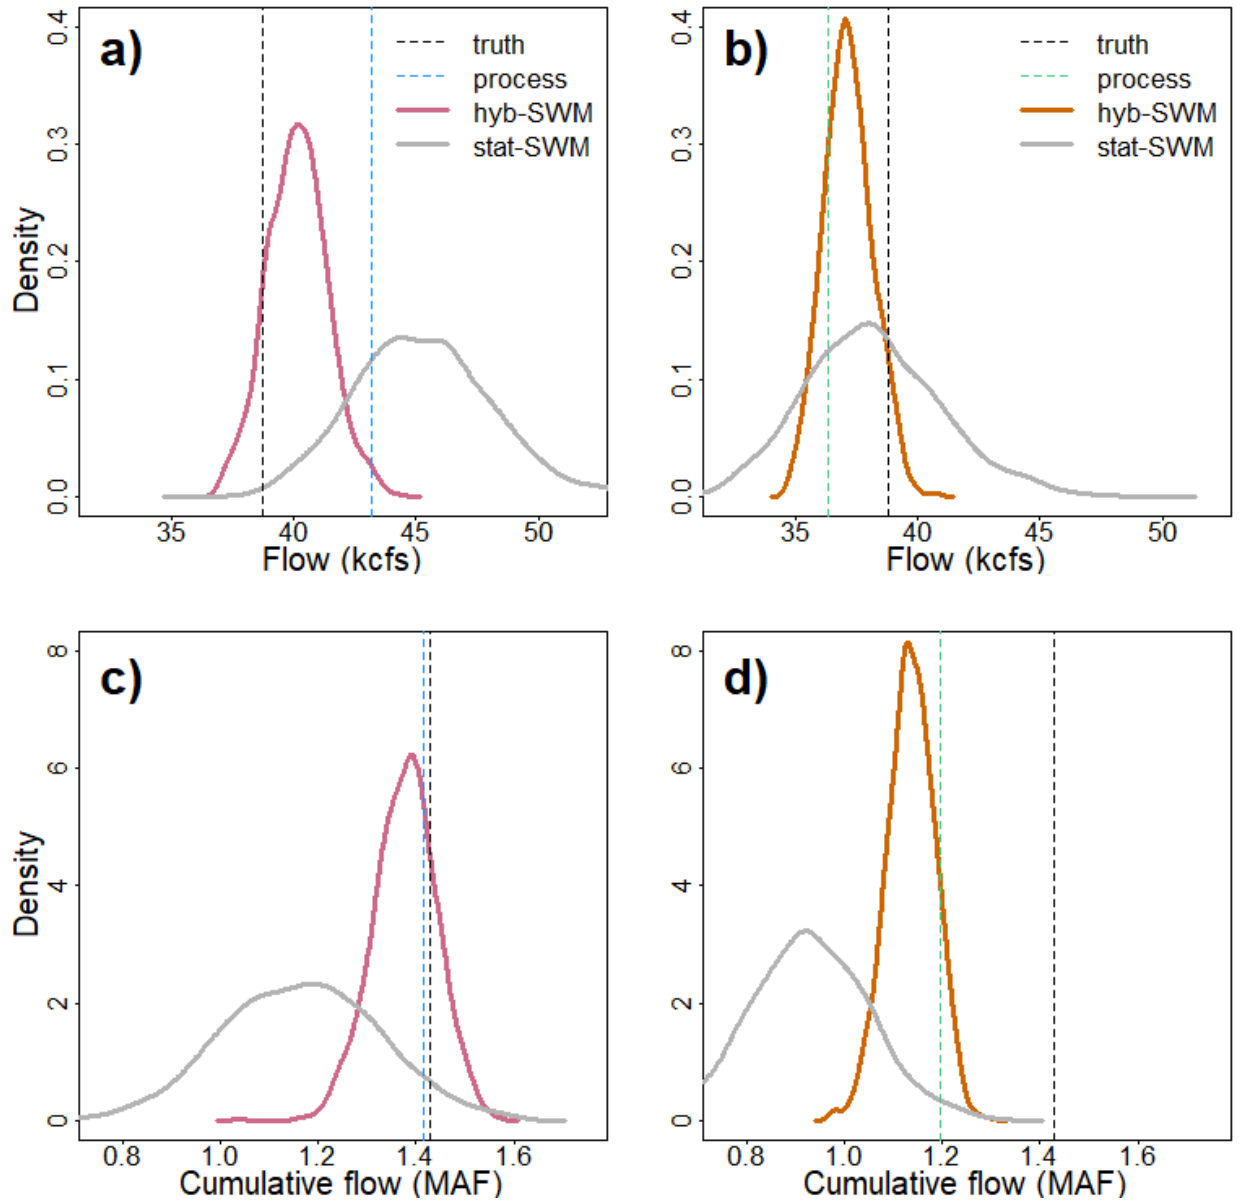 a)
truth
process
hyb-SWM
stat-SWM
Density
0.0 0.1 0.2 0.3 0.4
35 40 45 50
Flow (kcfs)
b)
truth
process
hyb-SWM
stat-SWM
0.0 0.1 0.2 0.3 0.4
35 40 45 50
Flow (kcfs)
c)
Density
0 2 4 6 8
0.8 1.0 1.2 1.4 1.6
Cumulative flow (MAF)
d)
0 2 4 6 8
0.8 1.0 1.2 1.4 1.6
Cumulative flow (MAF)